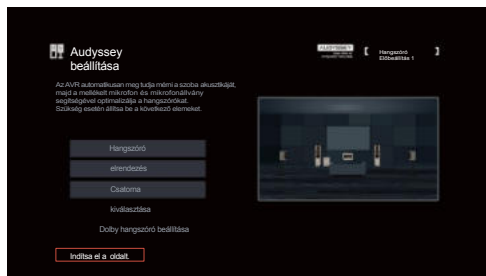 Audyssey
beállítása
AUDYSSEY
Hangszóró
Előbeállítás 1
Az AVR automatikusan meg tudja mérni a szoba akusztikáját,
majd a mellékelt mikrofon és mikrofonállvány
segítségével optimalizálja a hangszórókat.
Szükség esetén állítsa be a következő elemeket.
Hangszóró
elrendezés
Csatorna
kiválasztása
Dolby hangszóró beállítása
Indítsa el a oldalt.